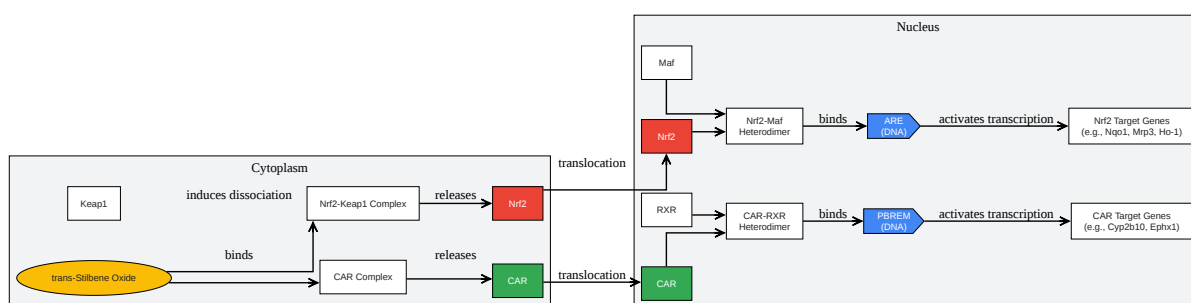 Nucleus
Maf
Nrf2-Maf
Heterodimer
binds
ARE
(DNA)
activates transcription
Nrf2 Target Genes
(e.g., Nqo1, Mrp3, Ho-1)
Nrf2
Cytoplasm
translocation
Keap1
induces dissociation
Nrf2-Keap1 Complex
releases
Nrf2
RXR
CAR-RXR
Heterodimer
binds
PBREM
(DNA)
activates transcription
CAR Target Genes
(e.g., Cyp2b10, Ephx1)
binds
releases
trans-Stilbene Oxide
CAR Complex
CAR
translocation
CAR